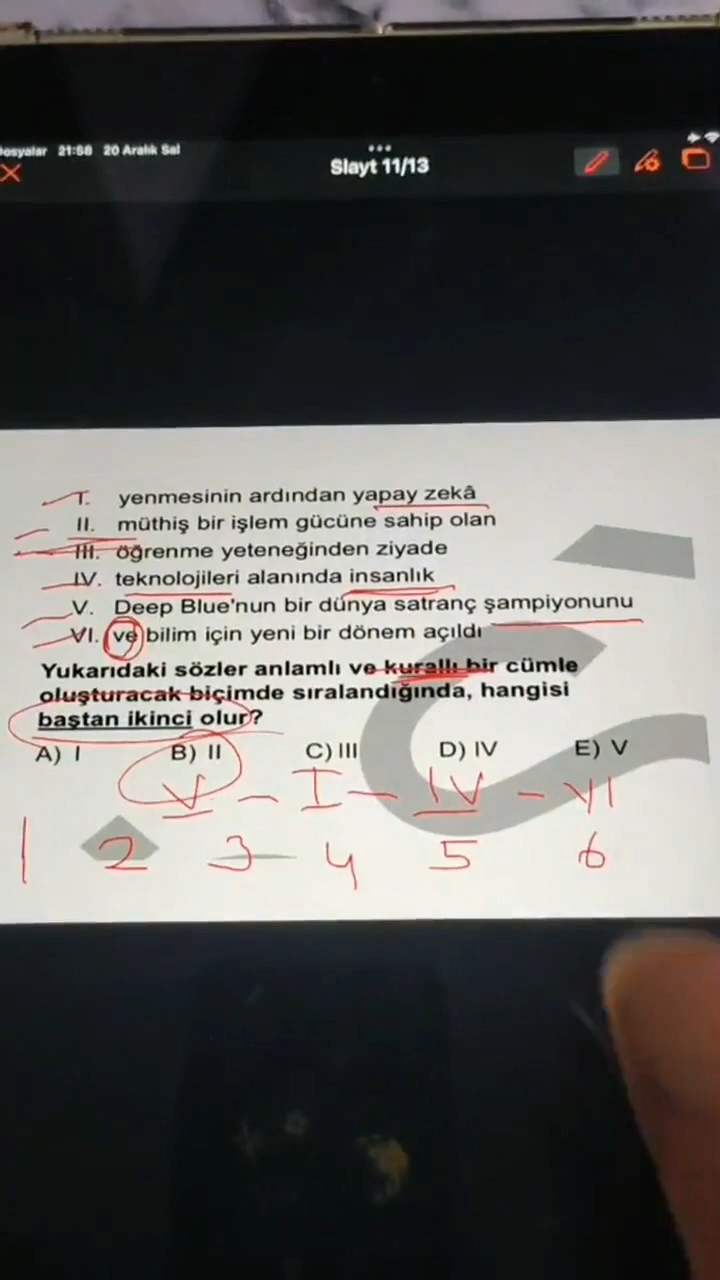 osyalar 21:58 20 Aralık Sal
Slayt 11/13
I. yenmesinin ardından yapay zekâ
II. müthiş bir işlem gücüne sahip olan
III. öğrenme yeteneğinden ziyade
IV. teknolojileri alanında insanlık
V. Deep Blue'nun bir dünya satranç şampiyonunu
VI. ve bilim için yeni bir dönem açıldı
Yukarıdaki sözler anlamlı ve kurallı bir cümle
oluşturacak biçimde sıralandığında, hangisi
baştan ikinci olur?
A) I B) II C) III D) IV E) V
V - I - IV - VI
1 2 3 4 5 6